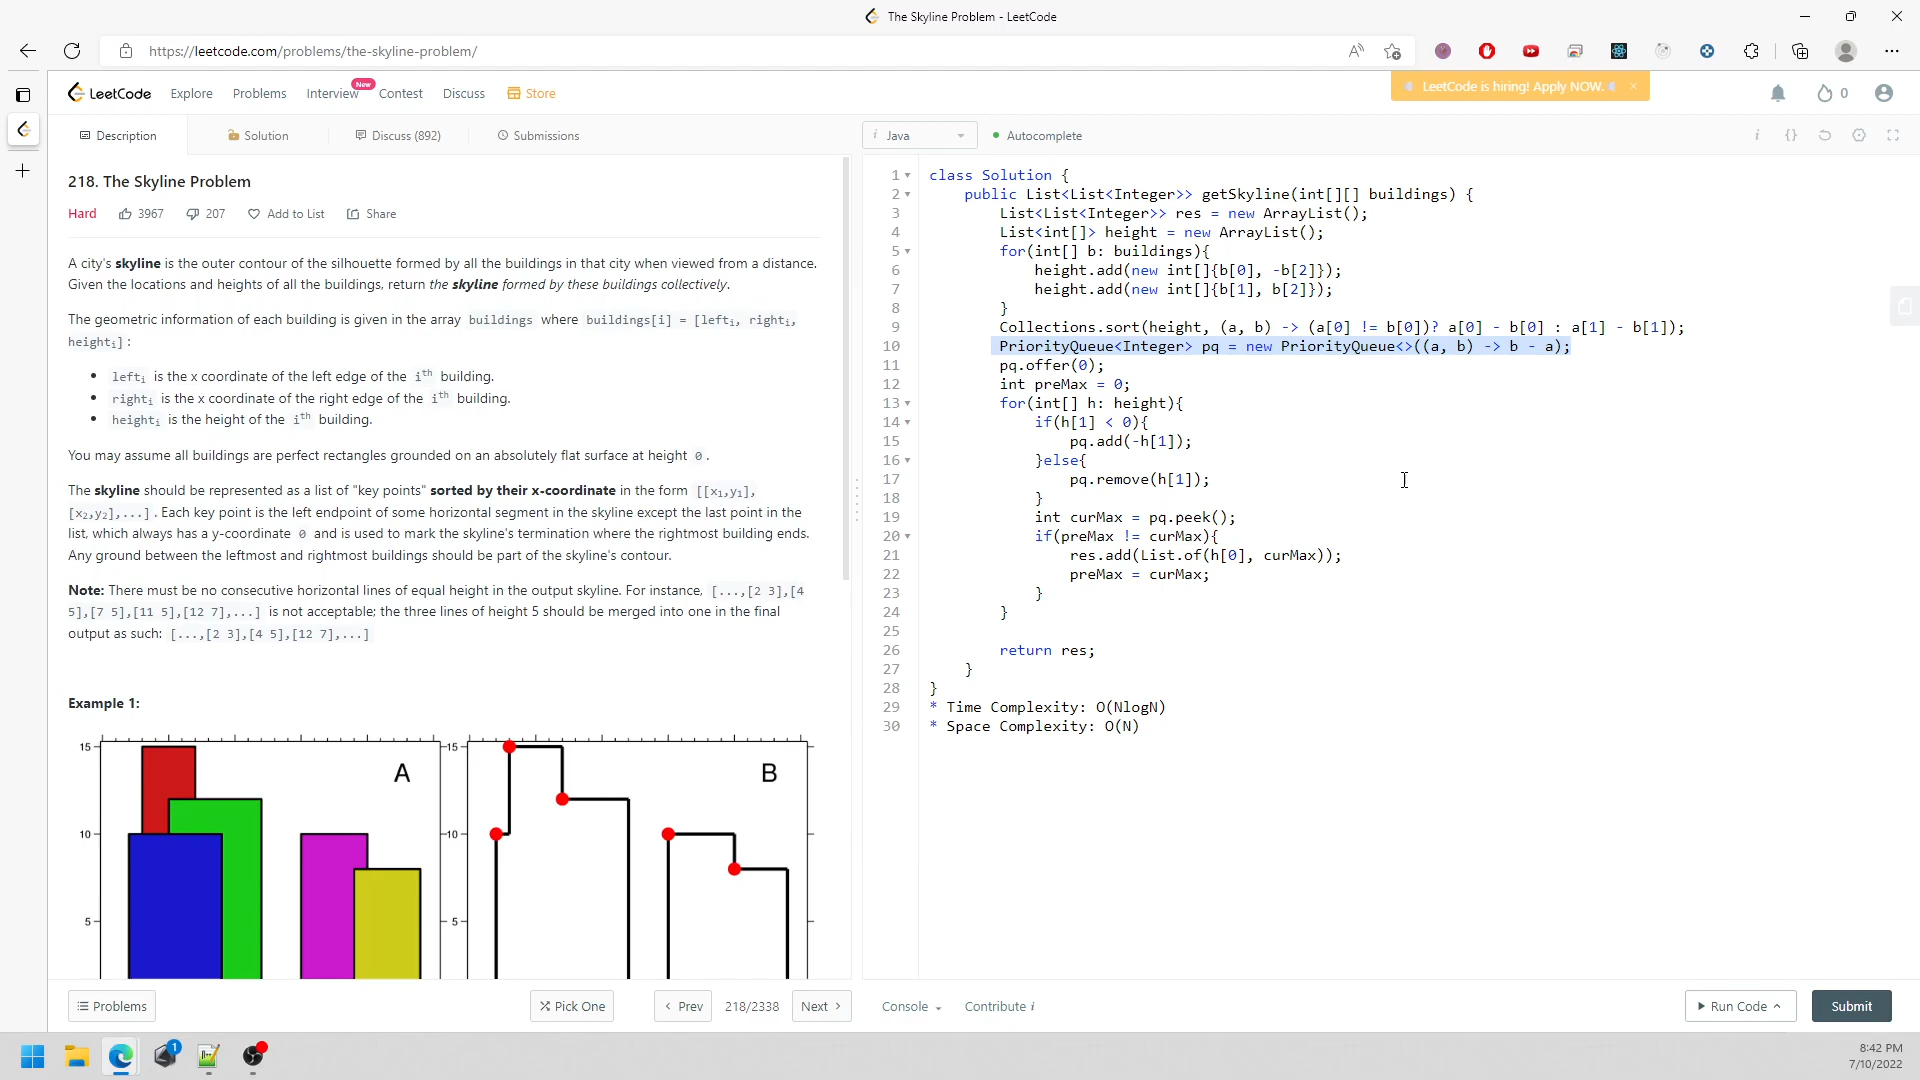 The Skyline Problem - LeetCode
https://leetcode.com/problems/the-skyline-problem/
LeetCode
Explore
Problems
Interview
New
Contest
Discuss
Store
LeetCode is hiring! Apply NOW.
0
Description
Solution
Discuss (892)
Submissions
i Java
Autocomplete
218. The Skyline Problem
Hard
3967
207
Add to List
Share
A city's skyline is the outer contour of the silhouette formed by all the buildings in that city when viewed from a distance.
Given the locations and heights of all the buildings, return the skyline formed by these buildings collectively.
The geometric information of each building is given in the array buildings where buildings[i] = [lefti, righti,
heighti]:
• lefti is the x coordinate of the left edge of the ith building.
• righti is the x coordinate of the right edge of the ith building.
• heighti is the height of the ith building.
You may assume all buildings are perfect rectangles grounded on an absolutely flat surface at height 0.
The skyline should be represented as a list of "key points" sorted by their x-coordinate in the form [[x1,y1],
[x2,y2],...]. Each key point is the left endpoint of some horizontal segment in the skyline except the last point in the
list, which always has a y-coordinate 0 and is used to mark the skyline's termination where the rightmost building ends.
Any ground between the leftmost and rightmost buildings should be part of the skyline's contour.
Note: There must be no consecutive horizontal lines of equal height in the output skyline. For instance, [...,[2 3],[4
5],[7 5],[11 5],[12 7],...] is not acceptable; the three lines of height 5 should be merged into one in the final
output as such: [...,[2 3],[4 5],[12 7],...]
Example 1:
15
10
5
A
15
10
5
B
1 class Solution {
2 public List<List<Integer>> getSkyline(int[][] buildings) {
3 List<List<Integer>> res = new ArrayList();
4 List<int[]> height = new ArrayList();
5 for(int[] b: buildings){
6 height.add(new int[]{b[0], -b[2]});
7 height.add(new int[]{b[1], b[2]});
8 }
9 Collections.sort(height, (a, b) -> (a[0] != b[0])? a[0] - b[0] : a[1] - b[1]);
10 PriorityQueue<Integer> pq = new PriorityQueue<>((a, b) -> b - a);
11 pq.offer(0);
12 int preMax = 0;
13 for(int[] h: height){
14 if(h[1] < 0){
15 pq.add(-h[1]);
16 }else{
17 pq.remove(h[1]);
18 }
19 int curMax = pq.peek();
20 if(preMax != curMax){
21 res.add(List.of(h[0], curMax));
22 preMax = curMax;
23 }
24 }
25
26 return res;
27 }
28 }
29 * Time Complexity: O(NlogN)
30 * Space Complexity: O(N)
Problems
Pick One
Prev
218/2338
Next
Console
Contribute i
Run Code
Submit
1
8:42 PM
7/10/2022